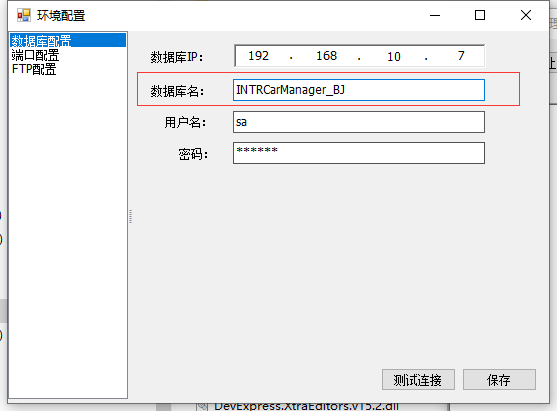 环境配置
数据库配置
端口配置
FTP配置
数据库IP： 192 . 168 . 10 . 7
数据库名： INTRCarManager_BJ
用户名： sa
密码： ******
测试连接 保存
DevExpress.XtraEditors.v15.2.dll